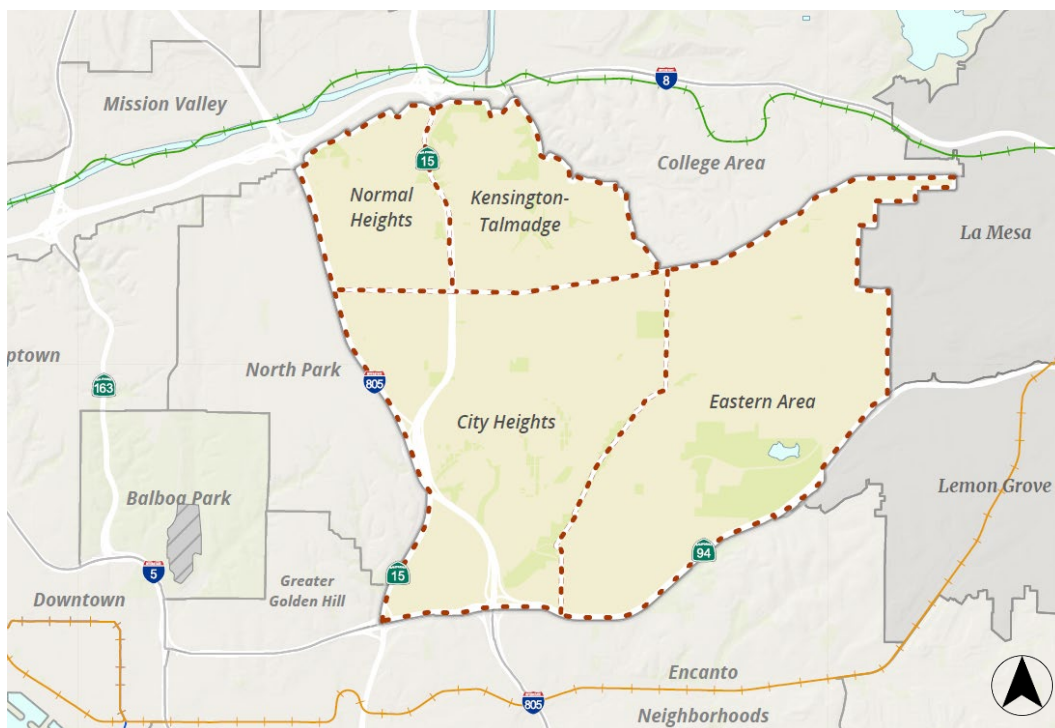 8
Mission Valley
15
College Area
Normal
Heights
Kensington-
Talmadge
La Mesa
ptown
163
North Park
805
City Heights
Eastern Area
Balboa Park
Lemon Grove
5
15
94
Greater
Golden Hill
Downtown
Encanto
Neighborhoods
805